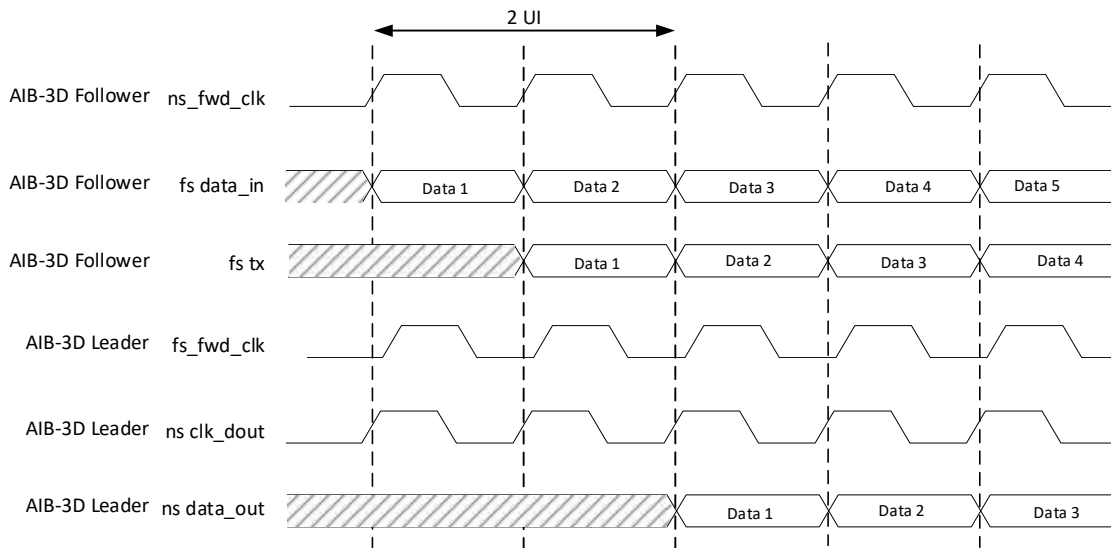 2 UI
AIB-3D Follower ns_fwd_clk
AIB-3D Follower fs data_in Data 1 Data 2 Data 3 Data 4 Data 5
AIB-3D Follower fs tx Data 1 Data 2 Data 3 Data 4
AIB-3D Leader fs_fwd_clk
AIB-3D Leader ns clk_dout
AIB-3D Leader ns data_out Data 1 Data 2 Data 3